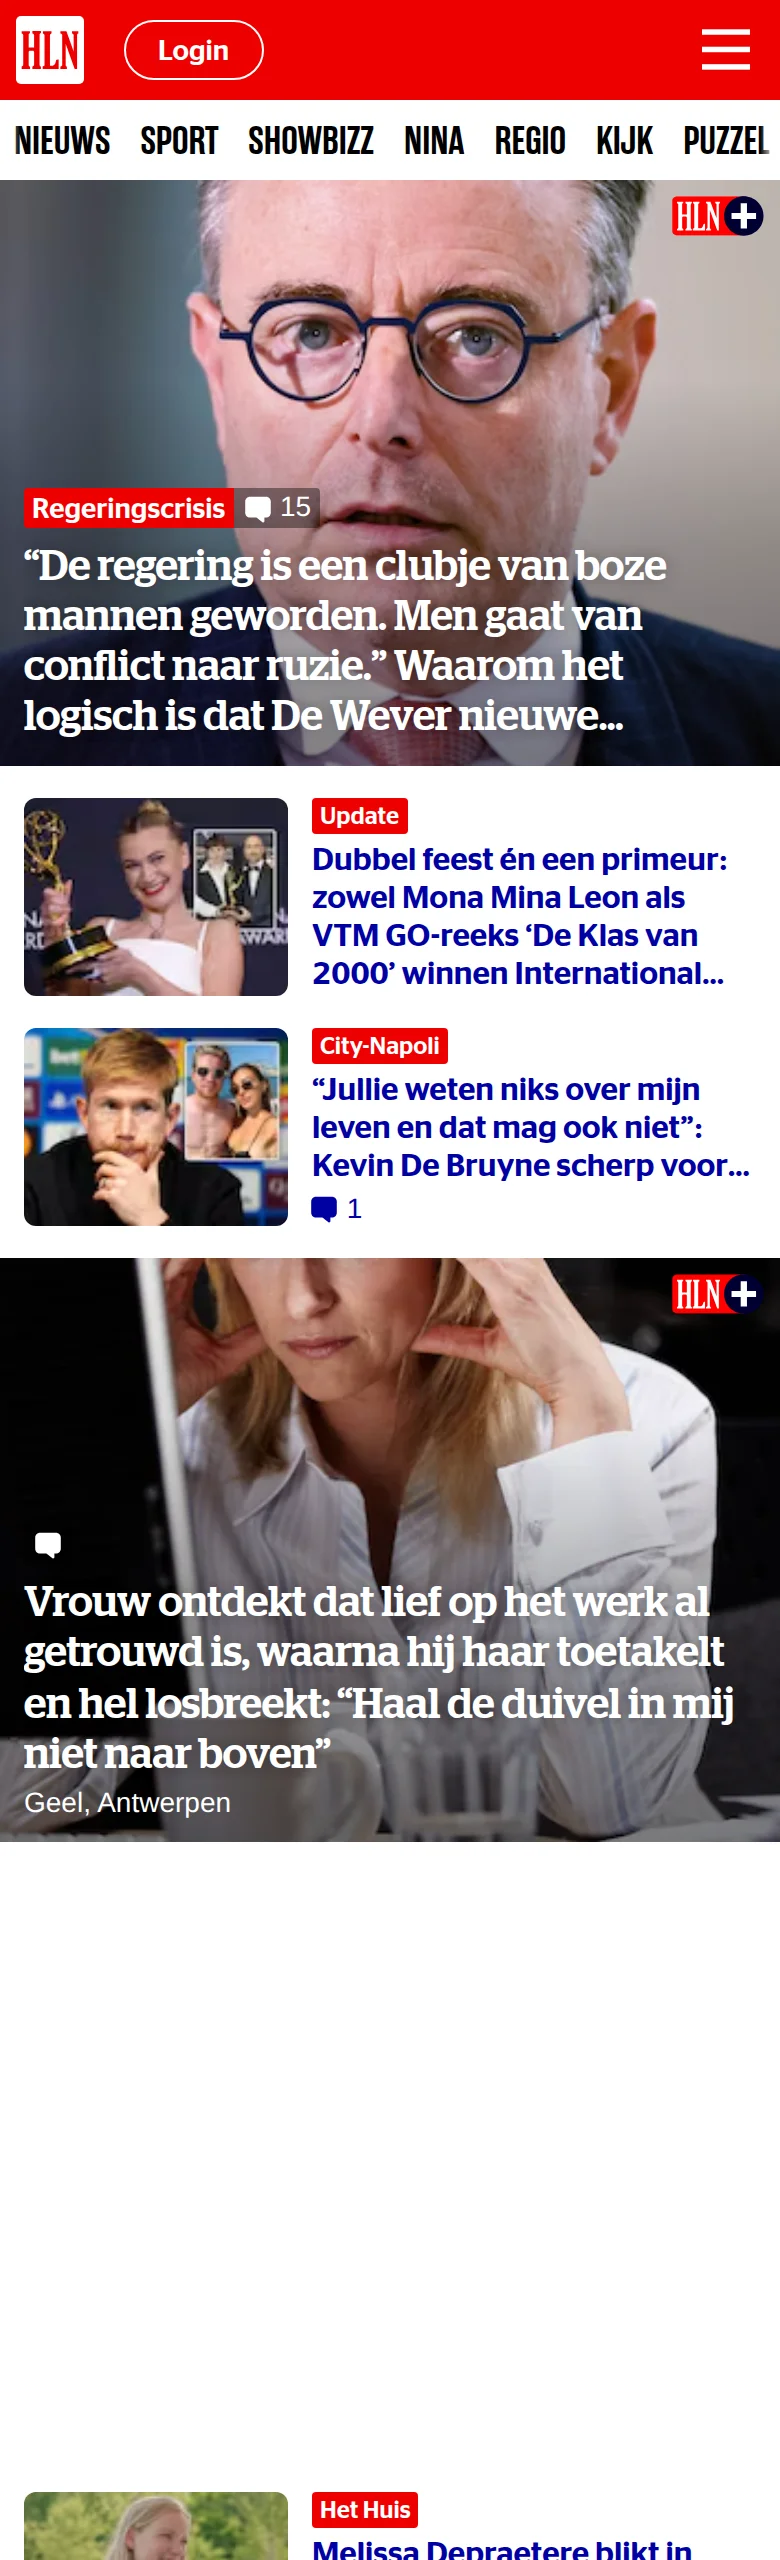 HLN
Login
NIEUWS SPORT SHOWBIZZ NINA REGIO KIJK PUZZEL
HLN+
Regeringscrisis 15
“De regering is een clubje van boze
mannen geworden. Men gaat van
conflict naar ruzie.” Waarom het
logisch is dat De Wever nieuwe...
Update
Dubbel feest én een primeur:
zowel Mona Mina Leon als
VTM GO-reeks ‘De Klas van
2000’ winnen International...
City-Napoli
“Jullie weten niks over mijn
leven en dat mag ook niet”:
Kevin De Bruyne scherp voor...
1
HLN+
Vrouw ontdekt dat lief op het werk al
getrouwd is, waarna hij haar toetakelt
en hel losbreekt: “Haal de duivel in mij
niet naar boven”
Geel, Antwerpen
Het Huis
Melissa Depraetere blikt in